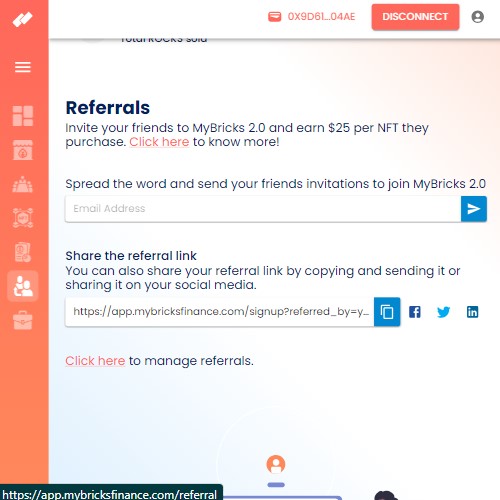 0X9D61...04AE
DISCONNECT
Total ROCKS sold
Referrals
Invite your friends to MyBricks 2.0 and earn $25 per NFT they
purchase. Click here to know more!
Spread the word and send your friends invitations to join MyBricks 2.0
Email Address
Share the referral link
You can also share your referral link by copying and sending it or
sharing it on your social media.
https://app.mybricksfinance.com/signup?referred_by=y...
Click here to manage referrals.
https://app.mybricksfinance.com/referral